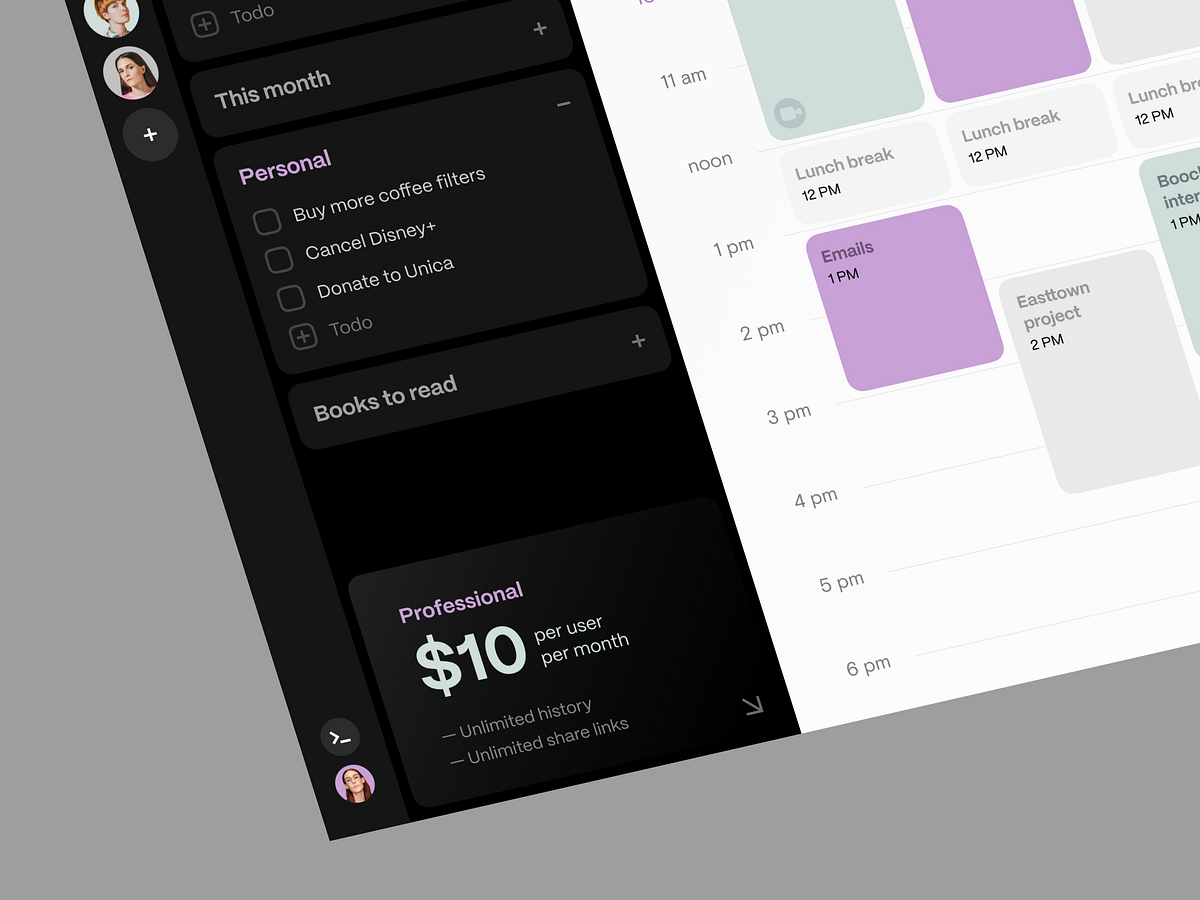 Todo
This month
Personal
Buy more coffee filters
Cancel Disney+
Donate to Unica
Todo
Books to read
Professional
$10
per user
per month
— Unlimited history
— Unlimited share links
11 am
noon
1 pm
2 pm
3 pm
4 pm
5 pm
6 pm
Lunch break
12 PM
Emails
1 PM
Lunch break
12 PM
Easttown
project
2 PM
Lunch
12 PM
1 PM